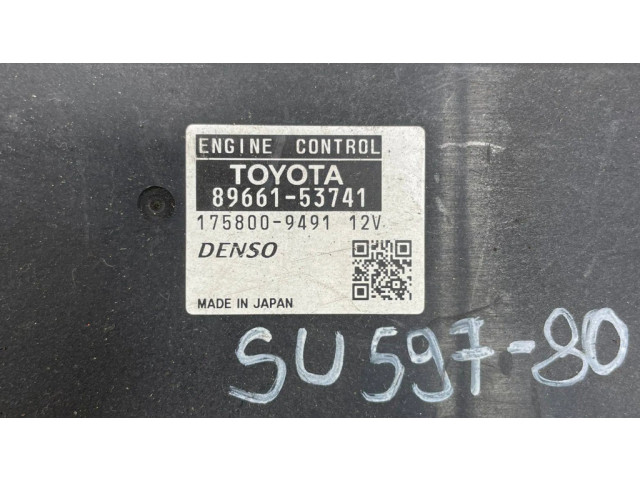 ENGINE CONTROL
TOYOTA
89661-53741
175800-9491 12V
DENSO
MADE IN JAPAN
SU597-80